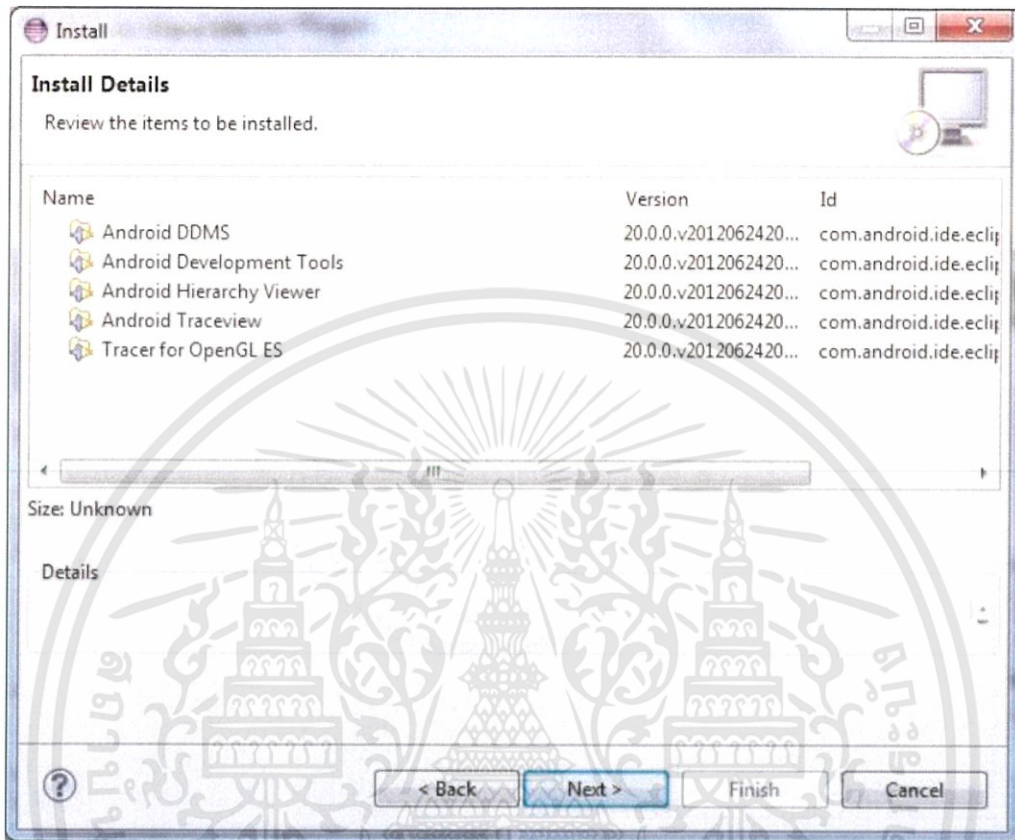 Install
Install Details
Review the items to be installed.
Name Version Id
Android DDMS 20.0.0.v2012062420... com.android.ide.eclip
Android Development Tools 20.0.0.v2012062420... com.android.ide.eclip
Android Hierarchy Viewer 20.0.0.v2012062420... com.android.ide.eclip
Android Traceview 20.0.0.v2012062420... com.android.ide.eclip
Tracer for OpenGL ES 20.0.0.v2012062420... com.android.ide.eclip
Size: Unknown
Details
< Back Next > Finish Cancel